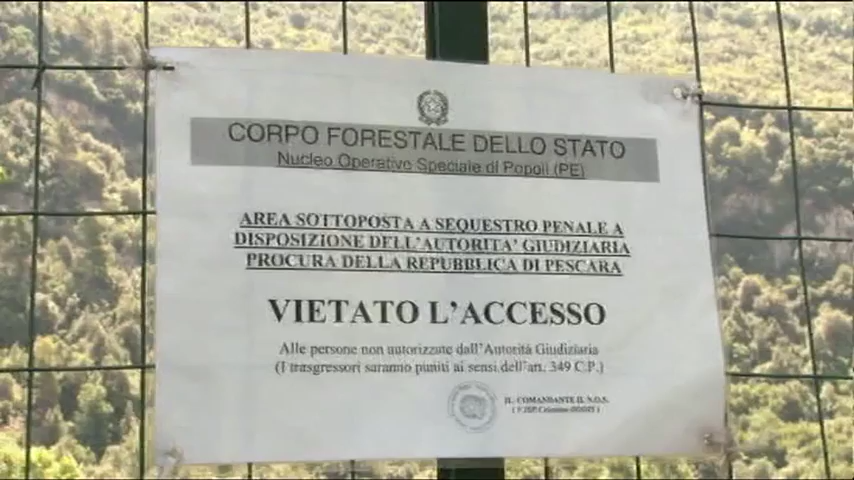 CORPO FORESTALE DELLO STATO
Nucleo Operativo Speciale di Popoli (PE)
AREA SOTTOPOSTA A SEQUESTRO PENALE A
DISPOSIZIONE DELL'AUTORITA' GIUDIZIARIA
PROCURA DELLA REPUBBLICA DI PESCARA
VIETATO L'ACCESSO
Alle persone non autorizzate dall'Autorità Giudiziaria
(I trasgressori saranno puniti ai sensi dell'art. 349 C.P.)
IL COMANDANTE IL N.O.S.